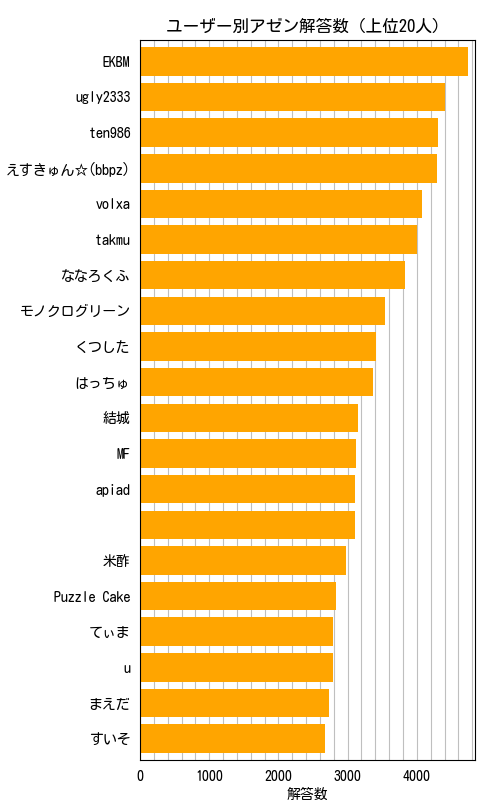 ユーザー別アゼン解答数 (上位20人)
EKBM
ugly2333
ten986
えすきゅん☆(bbpz)
volxa
takmu
ななろくふ
モノクログリーン
くつした
はっちゅ
結城
MF
apiad
米酢
Puzzle Cake
てぃま
u
まえだ
すいそ
0 1000 2000 3000 4000
解答数